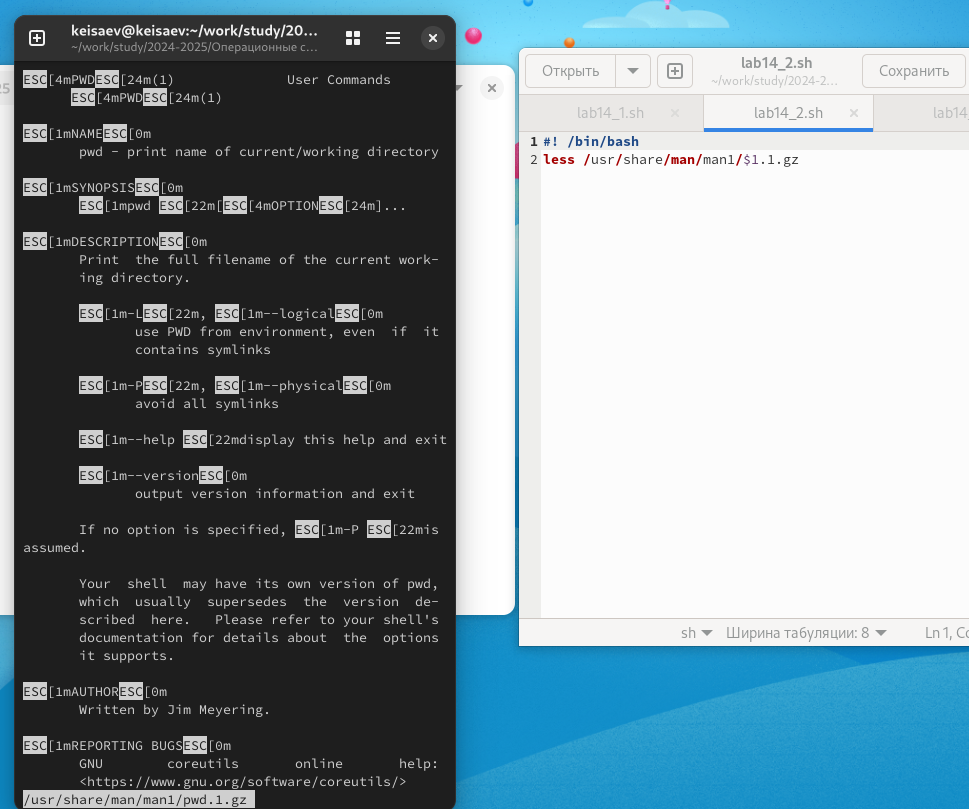 keisaev@keisaev:~/work/study/20...
~/work/study/2024-2025/Операционные с...
ESC[4mPWDESC[24m(1) User Commands
ESC[4mPWDESC[24m(1)
ESC[1mNAMEESC[0m
pwd - print name of current/working directory
ESC[1mSYNOPSISESC[0m
ESC[1mpwd ESC[22m[ESC[4mOPTIONESC[24m]...
ESC[1mDESCRIPTIONESC[0m
Print the full filename of the current work-
ing directory.
ESC[1m-LESC[22m, ESC[1m--logicalESC[0m
use PWD from environment, even if it
contains symlinks
ESC[1m-PESC[22m, ESC[1m--physicalESC[0m
avoid all symlinks
ESC[1m--help ESC[22mdisplay this help and exit
ESC[1m--versionESC[0m
output version information and exit
If no option is specified, ESC[1m-P ESC[22mis
assumed.
Your shell may have its own version of pwd,
which usually supersedes the version de-
scribed here. Please refer to your shell's
documentation for details about the options
it supports.
ESC[1mAUTHORESC[0m
Written by Jim Meyering.
ESC[1mREPORTING BUGSESC[0m
GNU coreutils online help:
<https://www.gnu.org/software/coreutils/>
/usr/share/man/man1/pwd.1.gz
Открыть
lab14_2.sh
~/work/study/2024-2...
Сохранить
lab14_1.sh
lab14_2.sh
lab14
1 #! /bin/bash
2 less /usr/share/man/man1/$1.1.gz
sh
Ширина табуляции: 8
Ln 1, Co